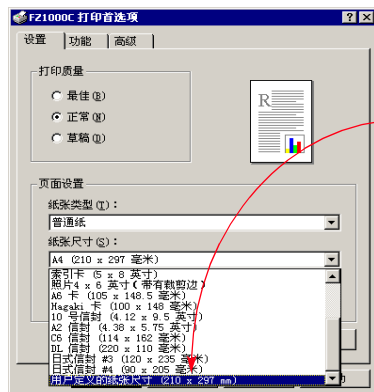 FZ1000C 打印首选项
设置 功能 高级
打印质量
最佳(B)
正常(N)
草稿(D)
R
页面设置
纸张类型(T)：
普通纸
纸张尺寸(S)：
A4 (210 x 297 毫米)
索引卡 (5 x 8 英寸)
照片4 x 6 英寸(带有裁剪边)
A6 卡 (105 x 148.5 毫米)
Hagaki 卡 (100 x 148 毫米)
10 号信封 (4.12 x 9.5 英寸)
A2 信封 (4.38 x 5.75 英寸)
C6 信封 (114 x 162 毫米)
DL 信封 (220 x 110 毫米)
日式信封 #3 (120 x 235 毫米)
日式信封 #4 (90 x 205 毫米)
用户定义的纸张尺寸 (210 x 297 mm)